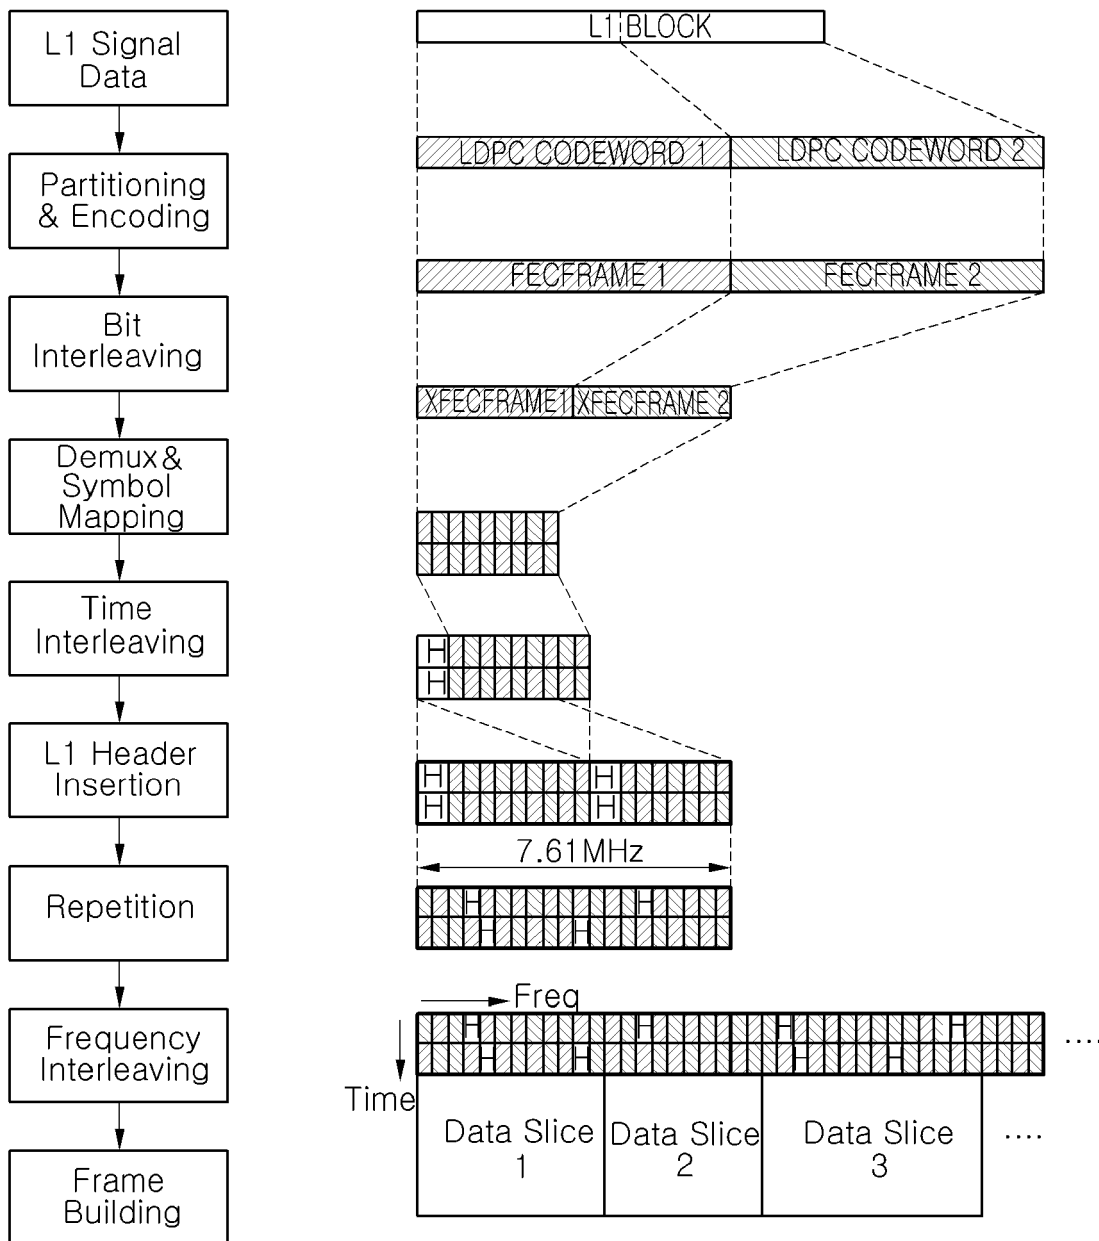 L1 Signal
Data
Partitioning
& Encoding
Bit
Interleaving
Demux&
Symbol
Mapping
Time
Interleaving
L1 Header
Insertion
Repetition
Frequency
Interleaving
Frame
Building
L1 BLOCK
LDPC CODEWORD 1
LDPC CODEWORD 2
FECFRAME 1
FECFRAME 2
XFECFRAME1
XFECFRAME 2
H
H
H H
H H
7.61MHz
H H
H H
Freq
H H H H
H H H H
....
Time
Data Slice
1
Data Slice
2
Data Slice
3
....